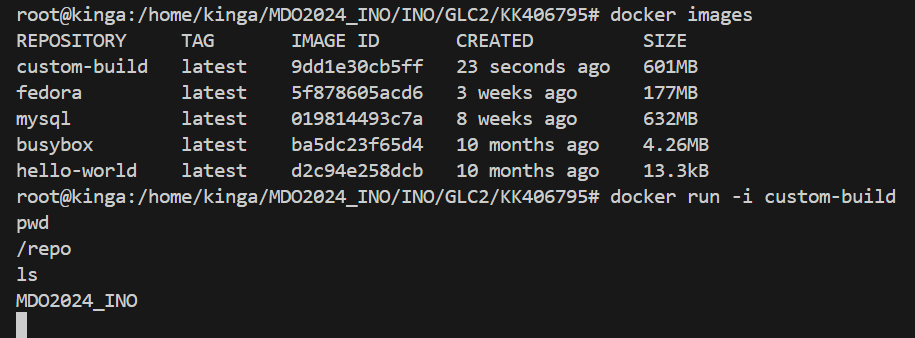 root@kinga:/home/kinga/MDO2024_INO/INO/GLC2/KK406795# docker images
REPOSITORY TAG IMAGE ID CREATED SIZE
custom-build latest 9dd1e30cb5ff 23 seconds ago 601MB
fedora latest 5f878605acd6 3 weeks ago 177MB
mysql latest 019814493c7a 8 weeks ago 632MB
busybox latest ba5dc23f65d4 10 months ago 4.26MB
hello-world latest d2c94e258dcb 10 months ago 13.3kB
root@kinga:/home/kinga/MDO2024_INO/INO/GLC2/KK406795# docker run -i custom-build
pwd
/repo
ls
MDO2024_INO